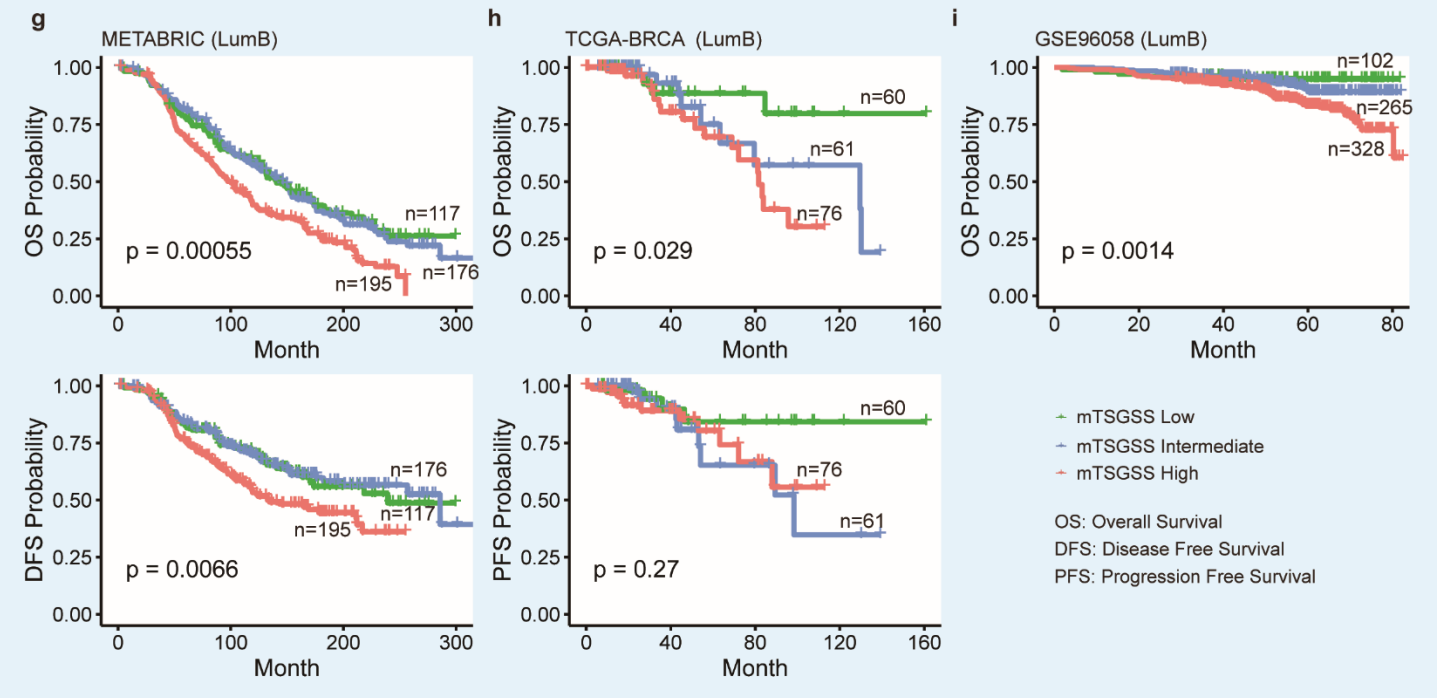 g
METABRIC (LumB)
OS Probability
1.00
0.75
0.50
0.25
0.00
p = 0.00055
n=117
n=176
n=195
0 100 200 300
Month
DFS Probability
1.00
0.75
0.50
0.25
0.00
p = 0.0066
n=176
n=117
n=195
0 100 200 300
Month
h
TCGA-BRCA (LumB)
OS Probability
1.00
0.75
0.50
0.25
0.00
p = 0.029
n=60
n=61
n=76
0 40 80 120 160
Month
PFS Probability
1.00
0.75
0.50
0.25
0.00
p = 0.27
n=60
n=76
n=61
0 40 80 120 160
Month
i
GSE96058 (LumB)
OS Probability
1.00
0.75
0.50
0.25
0.00
p = 0.0014
n=102
n=265
n=328
0 20 40 60 80
Month
mTSGSS Low
mTSGSS Intermediate
mTSGSS High
OS: Overall Survival
DFS: Disease Free Survival
PFS: Progression Free Survival